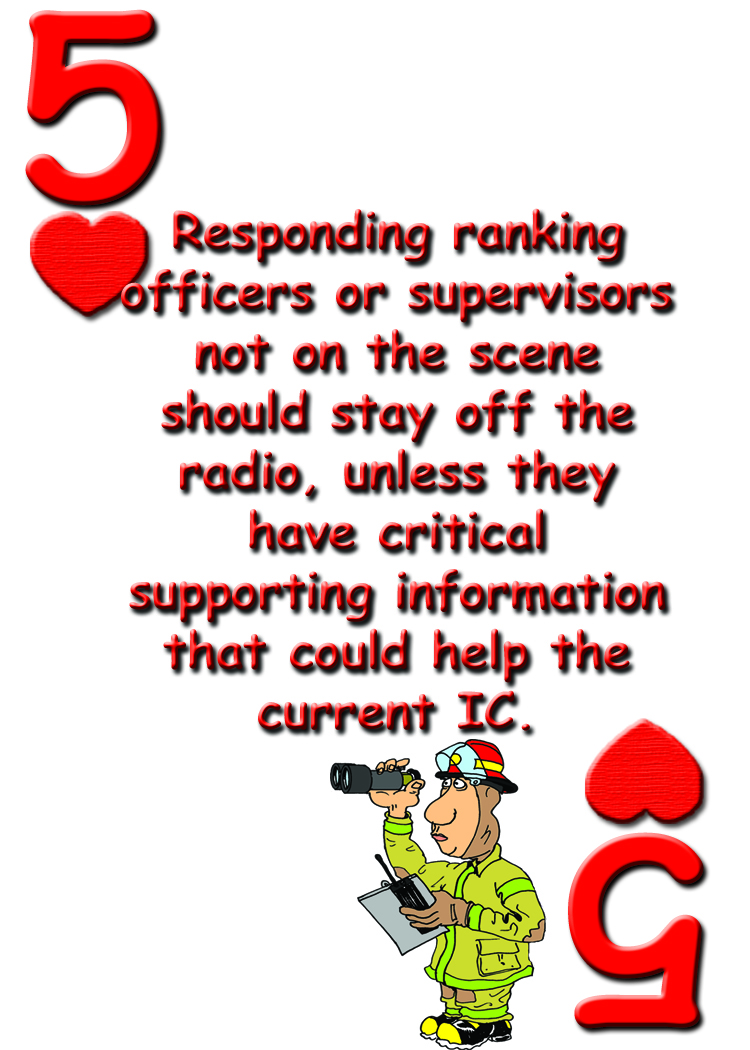 5
Responding ranking
officers or supervisors
not on the scene
should stay off the
radio, unless they
have critical
supporting information
that could help the
current IC.
5